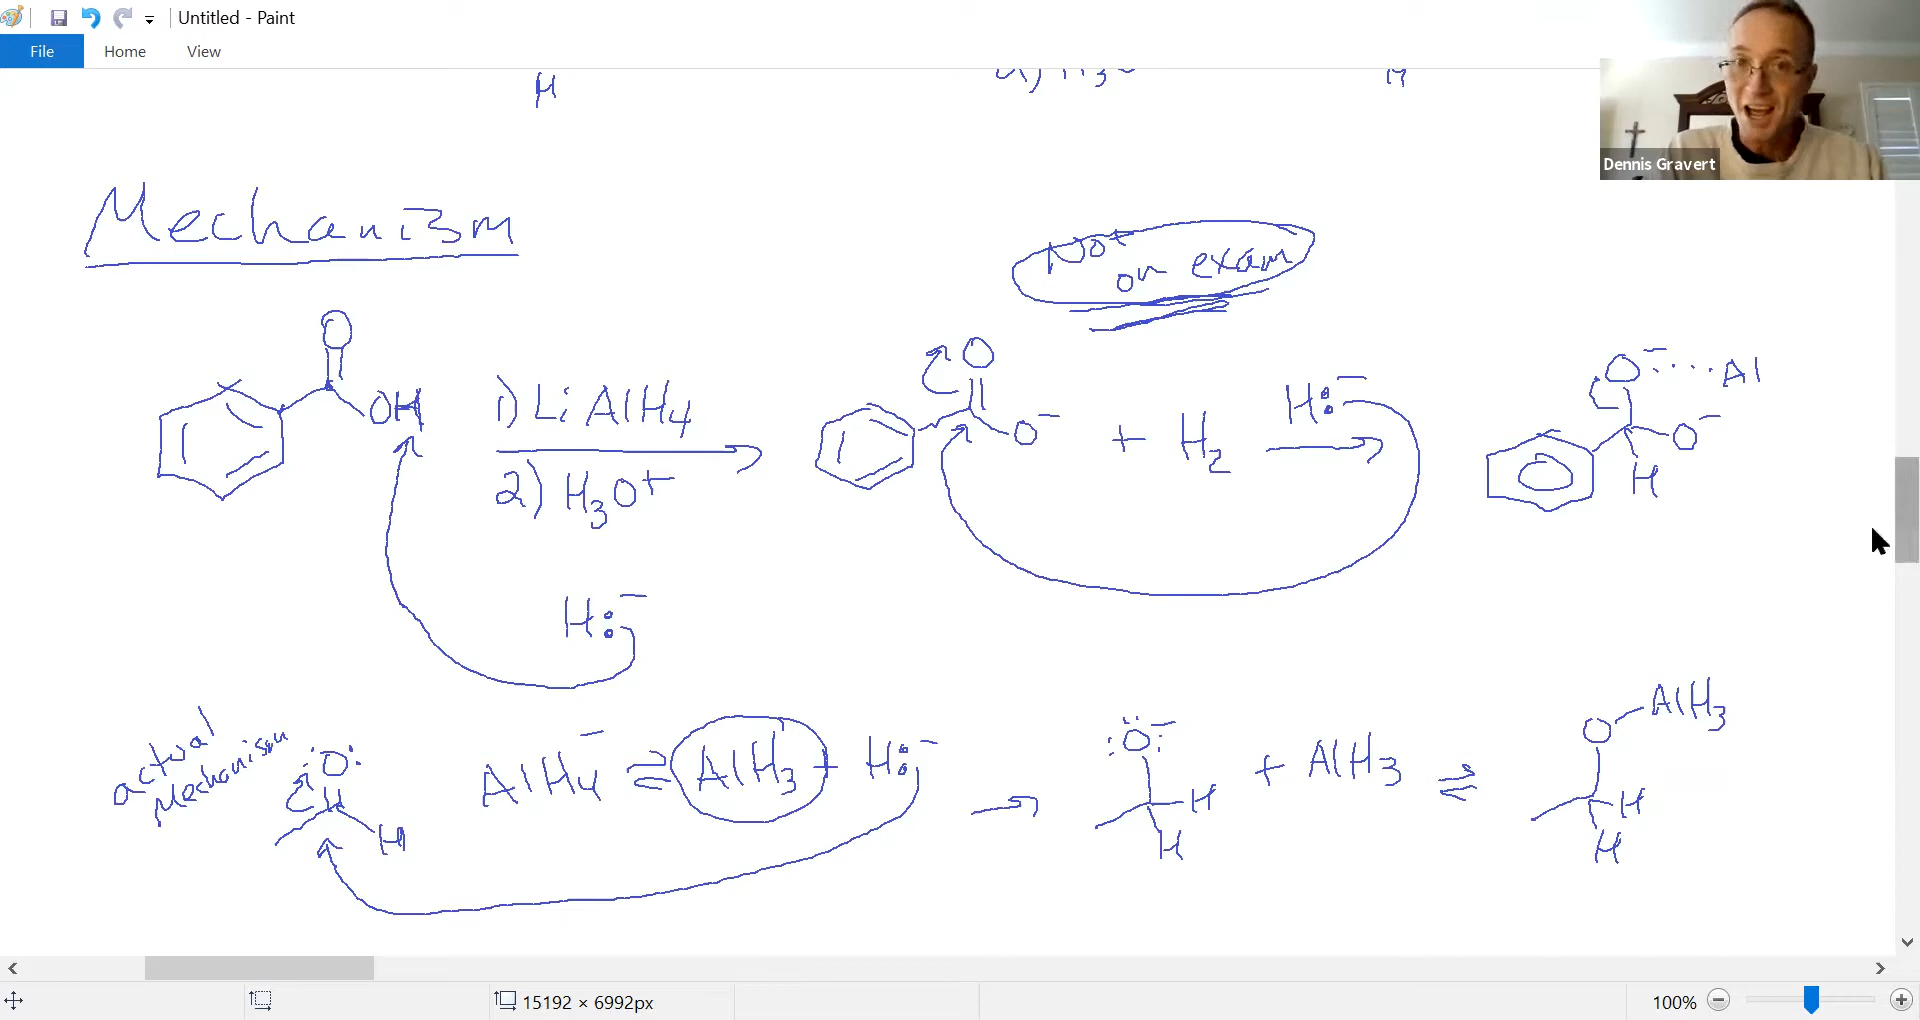 Untitled - Paint
File Home View
H
H
Dennis Gravert
Mechanism
Not
on exam
O
OH
1) LiAlH4
2) H3O+
O
O−
+ H2
H:−
O−····Al
O−
H
H:−
actual
Mechanism
:O:
H
AlH4− ⇌ AlH3 + H:−
→
:Ö:−
H
H
+ AlH3 ⇌
O–AlH3
H
H
15192 × 6992px
100%